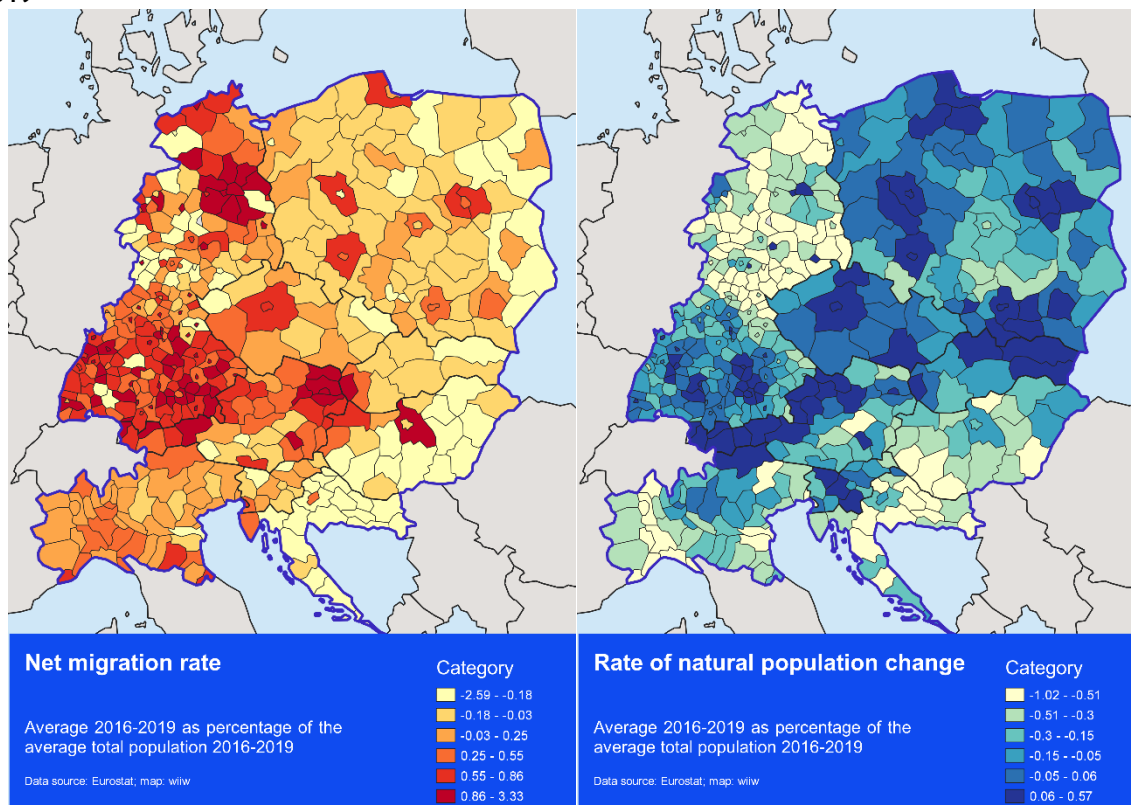 Net migration rate
Average 2016-2019 as percentage of the
average total population 2016-2019
Data source: Eurostat; map: wiiw
Category
-2.59 - -0.18
-0.18 - -0.03
-0.03 - 0.25
0.25 - 0.55
0.55 - 0.86
0.86 - 3.33
Rate of natural population change
Average 2016-2019 as percentage of the
average total population 2016-2019
Data source: Eurostat; map: wiiw
Category
-1.02 - -0.51
-0.51 - -0.3
-0.3 - -0.15
-0.15 - -0.05
-0.05 - 0.06
0.06 - 0.57